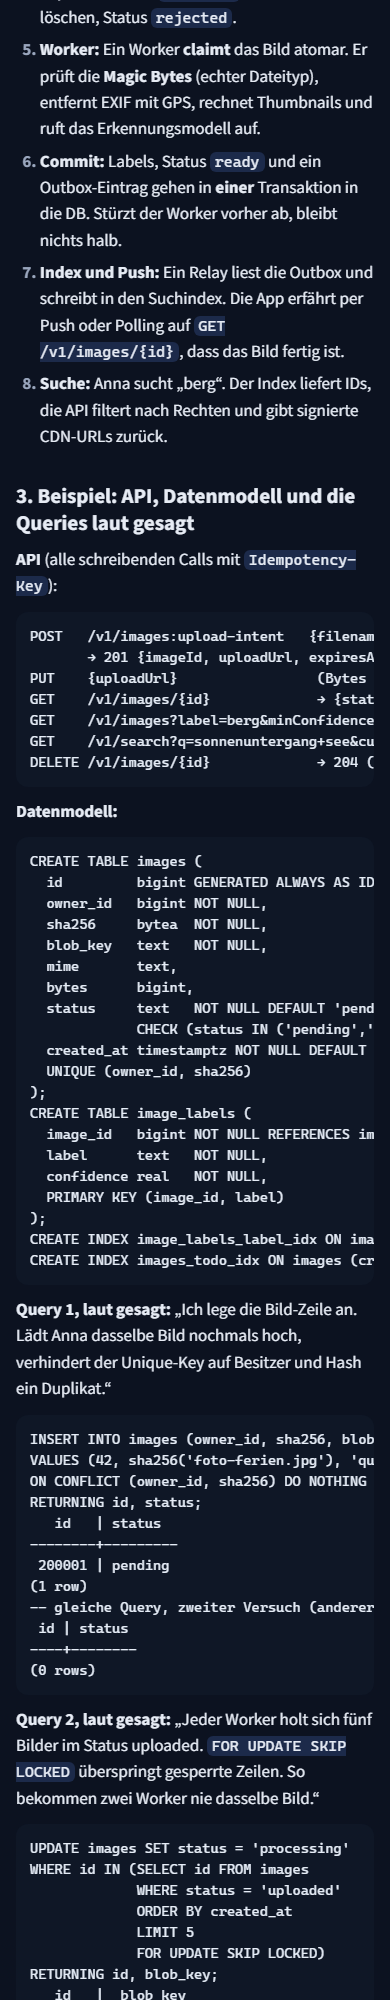 löschen, Status rejected.
5. Worker: Ein Worker claimt das Bild atomar. Er
prüft die Magic Bytes (echter Dateityp),
entfernt EXIF mit GPS, rechnet Thumbnails und
ruft das Erkennungsmodell auf.
6. Commit: Labels, Status ready und ein
Outbox-Eintrag gehen in einer Transaktion in
die DB. Stürzt der Worker vorher ab, bleibt
nichts halb.
7. Index und Push: Ein Relay liest die Outbox und
schreibt in den Suchindex. Die App erfährt per
Push oder Polling auf GET
/v1/images/{id}, dass das Bild fertig ist.
8. Suche: Anna sucht „berg“. Der Index liefert IDs,
die API filtert nach Rechten und gibt signierte
CDN-URLs zurück.
3. Beispiel: API, Datenmodell und die
Queries laut gesagt
API (alle schreibenden Calls mit Idempotency-
Key):
POST   /v1/images:upload-intent   {filenam
       → 201 {imageId, uploadUrl, expiresA
PUT    {uploadUrl}                 (Bytes
GET    /v1/images/{id}             → {stat
GET    /v1/images?label=berg&minConfidence
GET    /v1/search?q=sonnenuntergang+see&cu
DELETE /v1/images/{id}             → 204 (
Datenmodell:
CREATE TABLE images (
  id         bigint GENERATED ALWAYS AS ID
  owner_id   bigint NOT NULL,
  sha256     bytea  NOT NULL,
  blob_key   text   NOT NULL,
  mime       text,
  bytes      bigint,
  status     text   NOT NULL DEFAULT 'pend
             CHECK (status IN ('pending','
  created_at timestamptz NOT NULL DEFAULT
  UNIQUE (owner_id, sha256)
);
CREATE TABLE image_labels (
  image_id   bigint NOT NULL REFERENCES im
  label      text   NOT NULL,
  confidence real   NOT NULL,
  PRIMARY KEY (image_id, label)
);
CREATE INDEX image_labels_label_idx ON ima
CREATE INDEX images_todo_idx ON images (cr
Query 1, laut gesagt: „Ich lege die Bild-Zeile an.
Lädt Anna dasselbe Bild nochmals hoch,
verhindert der Unique-Key auf Besitzer und Hash
ein Duplikat.“
INSERT INTO images (owner_id, sha256, blob
VALUES (42, sha256('foto-ferien.jpg'), 'qu
ON CONFLICT (owner_id, sha256) DO NOTHING
RETURNING id, status;
   id   | status
--------+---------
 200001 | pending
(1 row)
-- gleiche Query, zweiter Versuch (anderer
 id | status
----+--------
(0 rows)
Query 2, laut gesagt: „Jeder Worker holt sich fünf
Bilder im Status uploaded. FOR UPDATE SKIP
LOCKED überspringt gesperrte Zeilen. So
bekommen zwei Worker nie dasselbe Bild.“
UPDATE images SET status = 'processing'
WHERE id IN (SELECT id FROM images
             WHERE status = 'uploaded'
             ORDER BY created_at
             LIMIT 5
             FOR UPDATE SKIP LOCKED)
RETURNING id, blob_key;
   id   |  blob_key